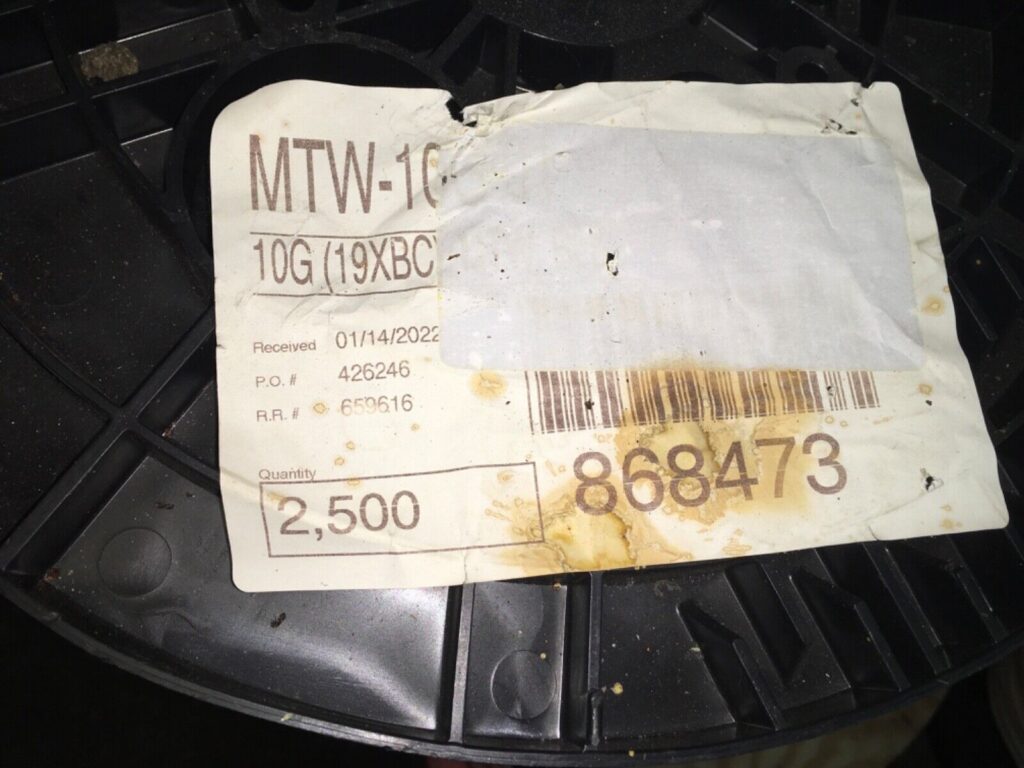 MTW-10
10G (19XBC)
Received 01/14/2022
P.O. # 426246
R.R. # 659616
Quantity
2,500
868473